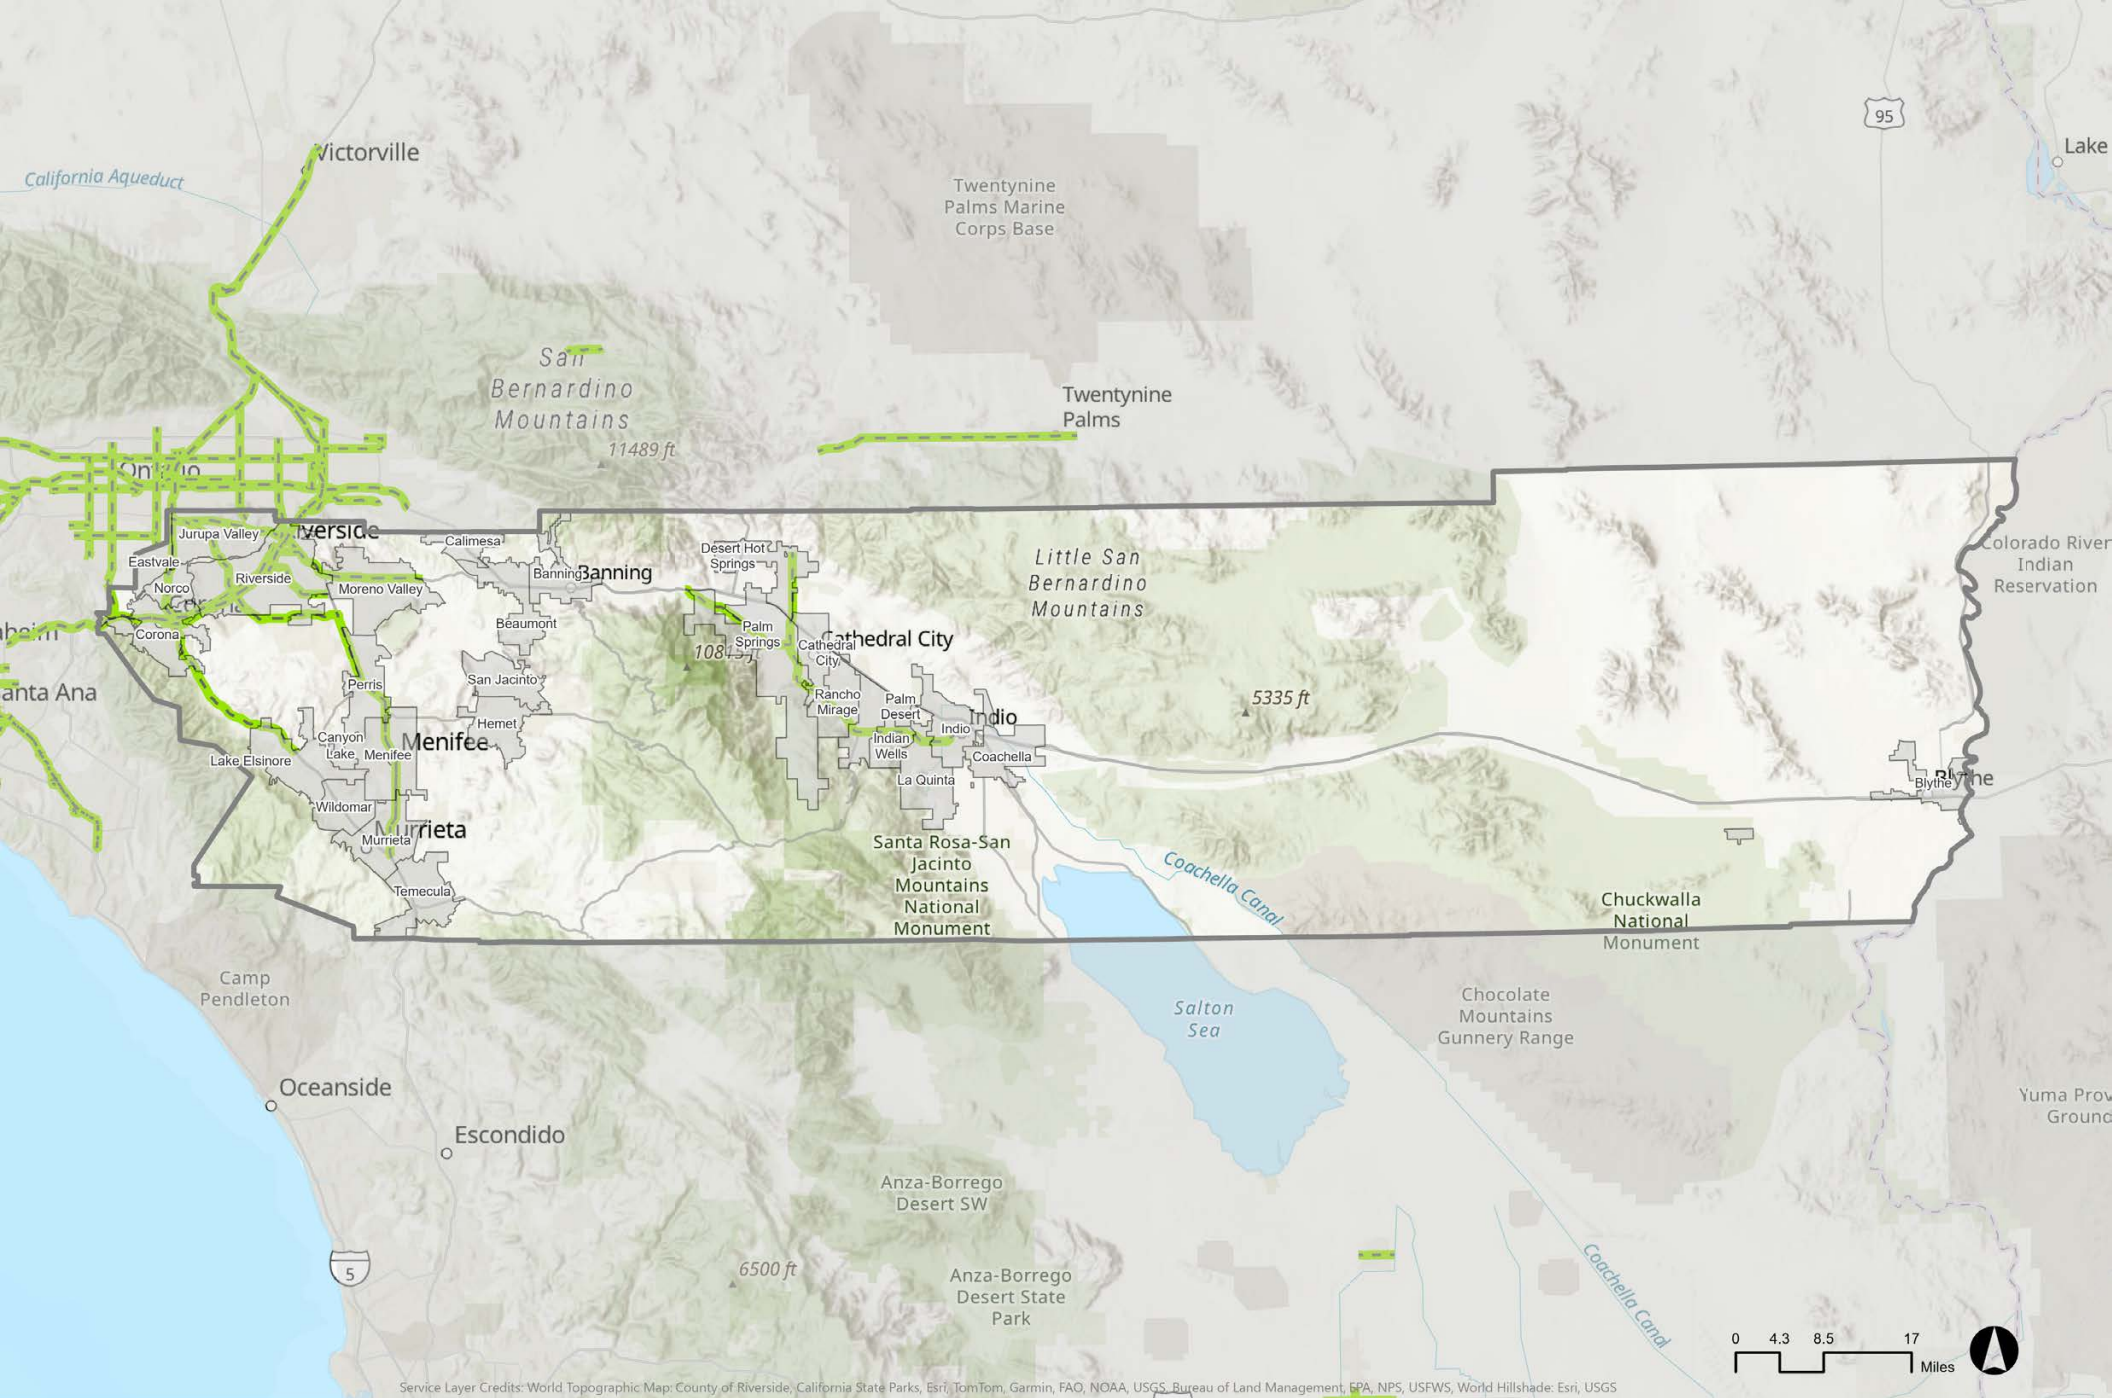 Victorville
California Aqueduct
95
Lake
Twentynine
Palms Marine
Corps Base
San
Bernardino
Mountains
11489 ft
Twentynine
Palms
Ontario
Riverside
Jurupa Valley
Calimesa
Eastvale
Norco
Riverside
Moreno Valley
Banning
Banning
Desert Hot
Springs
Little San
Bernardino
Mountains
Colorado River
Indian
Reservation
Corona
Corona
Beaumont
Palm
Springs
Cathedral City
Cathedral
City
San Jacinto
Perris
Rancho
Mirage
Palm
Desert
5335 ft
Santa Ana
Hemet
Indio
Indio
Canyon
Lake
Menifee
Menifee
Lake Elsinore
Indian
Wells
Coachella
La Quinta
Blythe
Blythe
Wildomar
Murrieta
Murrieta
Santa Rosa-San
Jacinto
Mountains
National
Monument
Coachella Canal
Temecula
Chuckwalla
National
Monument
Camp
Pendleton
Salton
Sea
Chocolate
Mountains
Gunnery Range
Oceanside
Escondido
Yuma Prov
Ground
Anza-Borrego
Desert SW
5
6500 ft
Anza-Borrego
Desert State
Park
Coachella Canal
0 4.3 8.5 17
Miles
Service Layer Credits: World Topographic Map: County of Riverside, California State Parks, Esri, TomTom, Garmin, FAO, NOAA, USGS, Bureau of Land Management, EPA, NPS, USFWS, World Hillshade: Esri, USGS